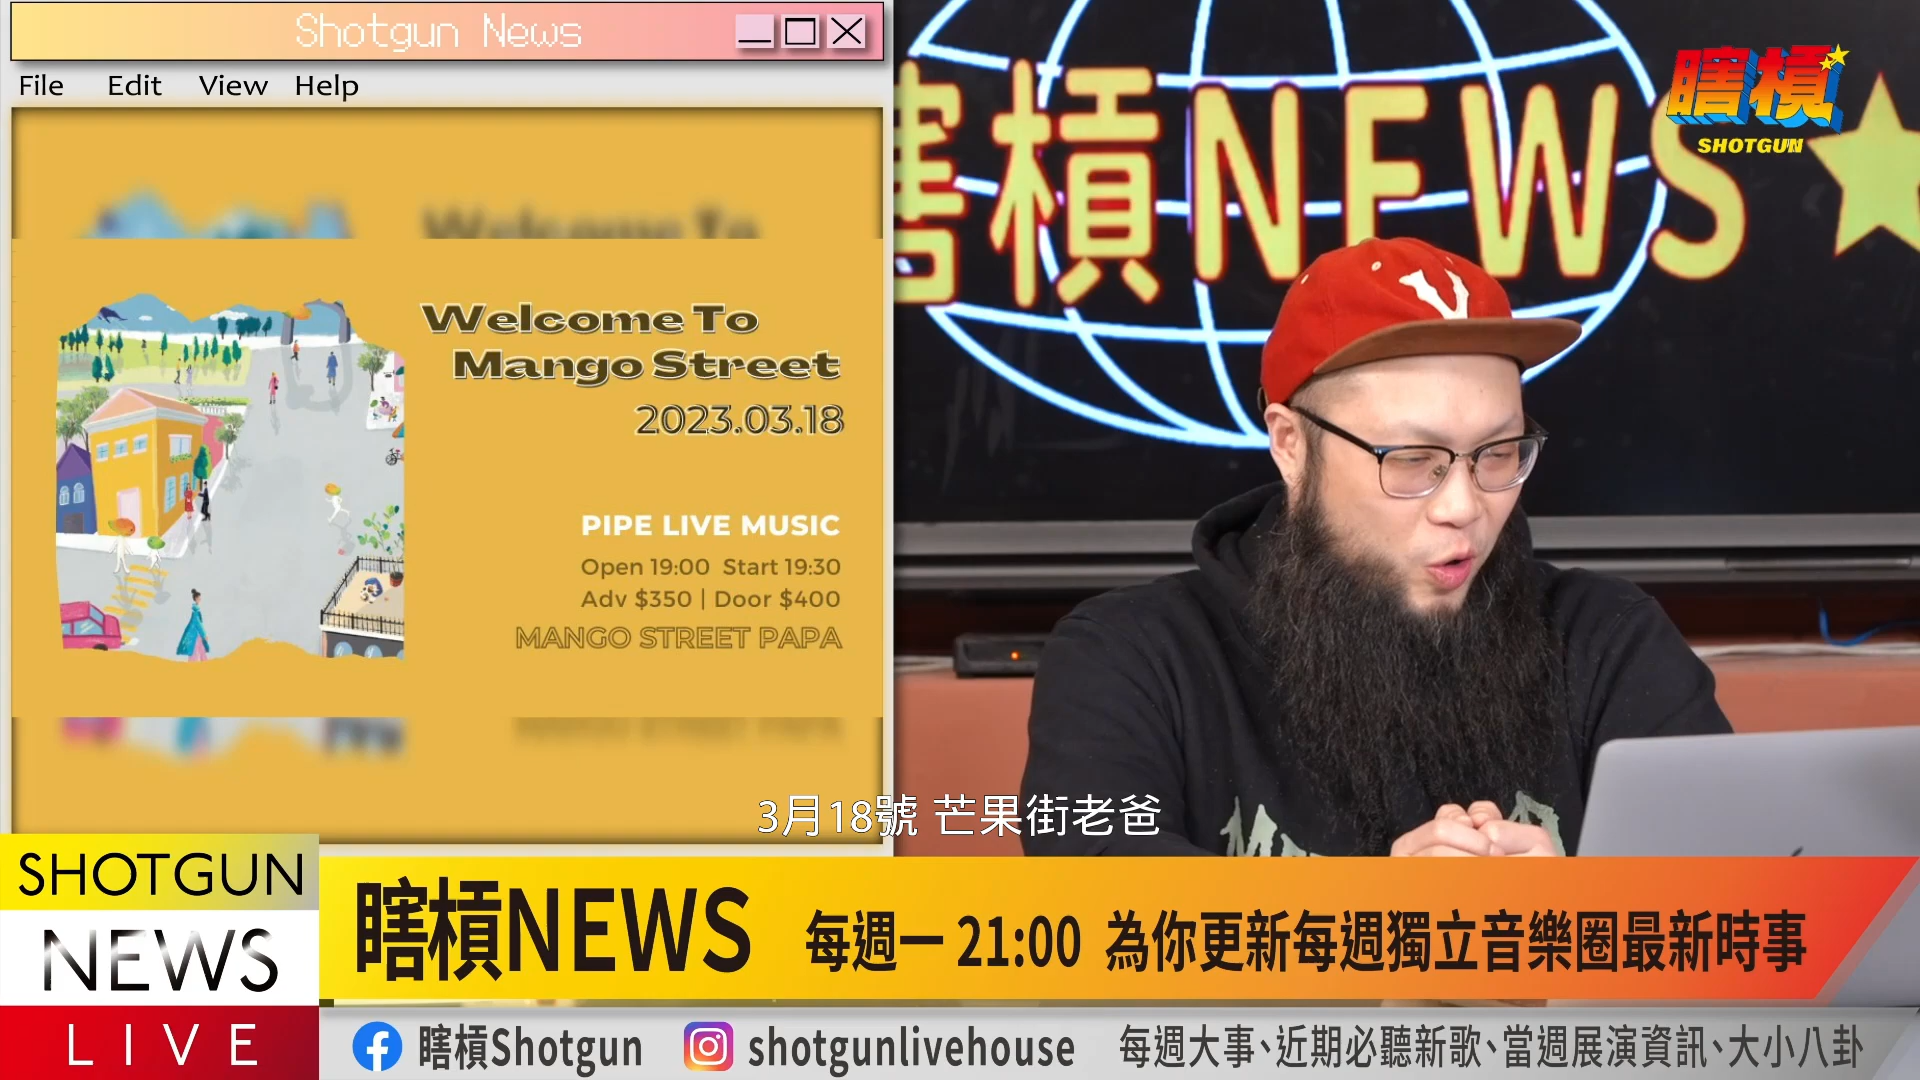 Shotgun News
File Edit View Help
Welcome To
Welcome To
Mango Street
2023.03.18
PIPE LIVE MUSIC
Open 19:00 Start 19:30
Adv $350 | Door $400
MANGO STREET PAPA
瞎槓NEWS
瞎槓
SHOTGUN
3月18號 芒果街老爸
SHOTGUN
NEWS
LIVE
瞎槓NEWS 每週一 21:00 為你更新每週獨立音樂圈最新時事
瞎槓Shotgun shotgunlivehouse 每週大事、近期必聽新歌、當週展演資訊、大小八卦